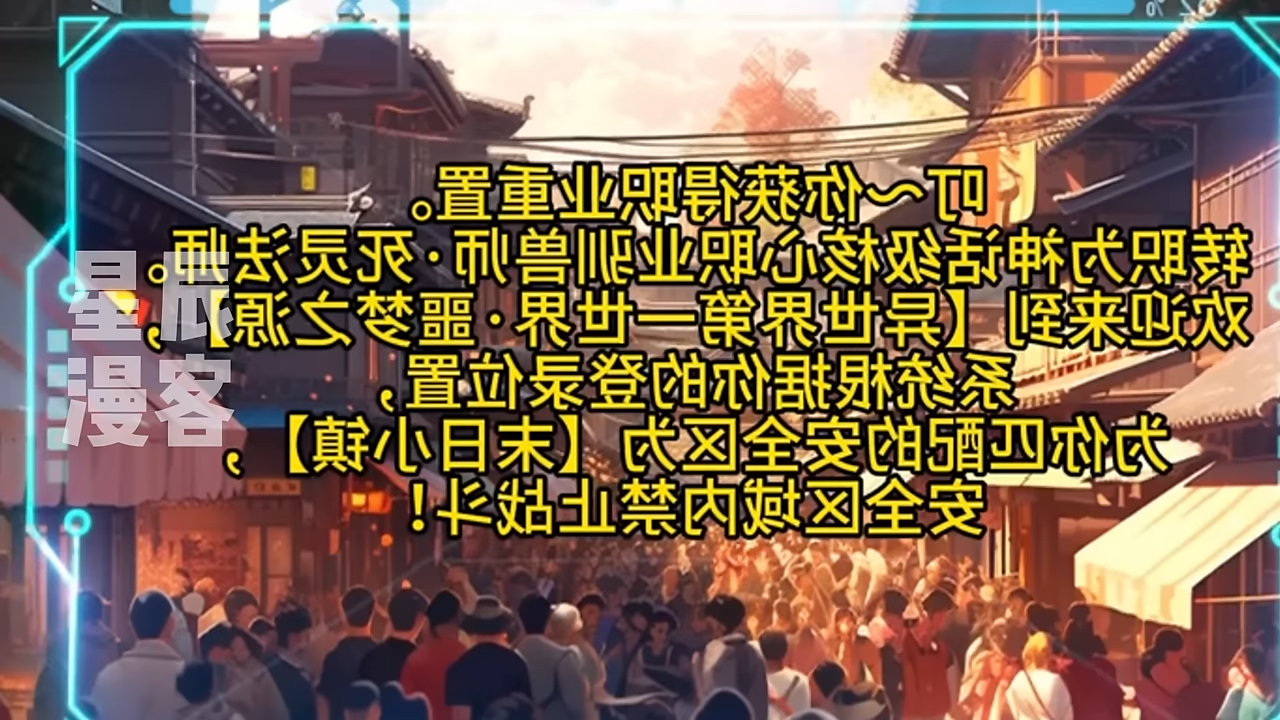 叮~你获得职业重置。
转职为神话级核心职业驯兽师·死灵法师。
欢迎来到【异世界第一世界·噩梦之源】，
系统根据你的登录位置，
为你匹配的安全区为【末日小镇】，
安全区域内禁止战斗！
星辰
漫客